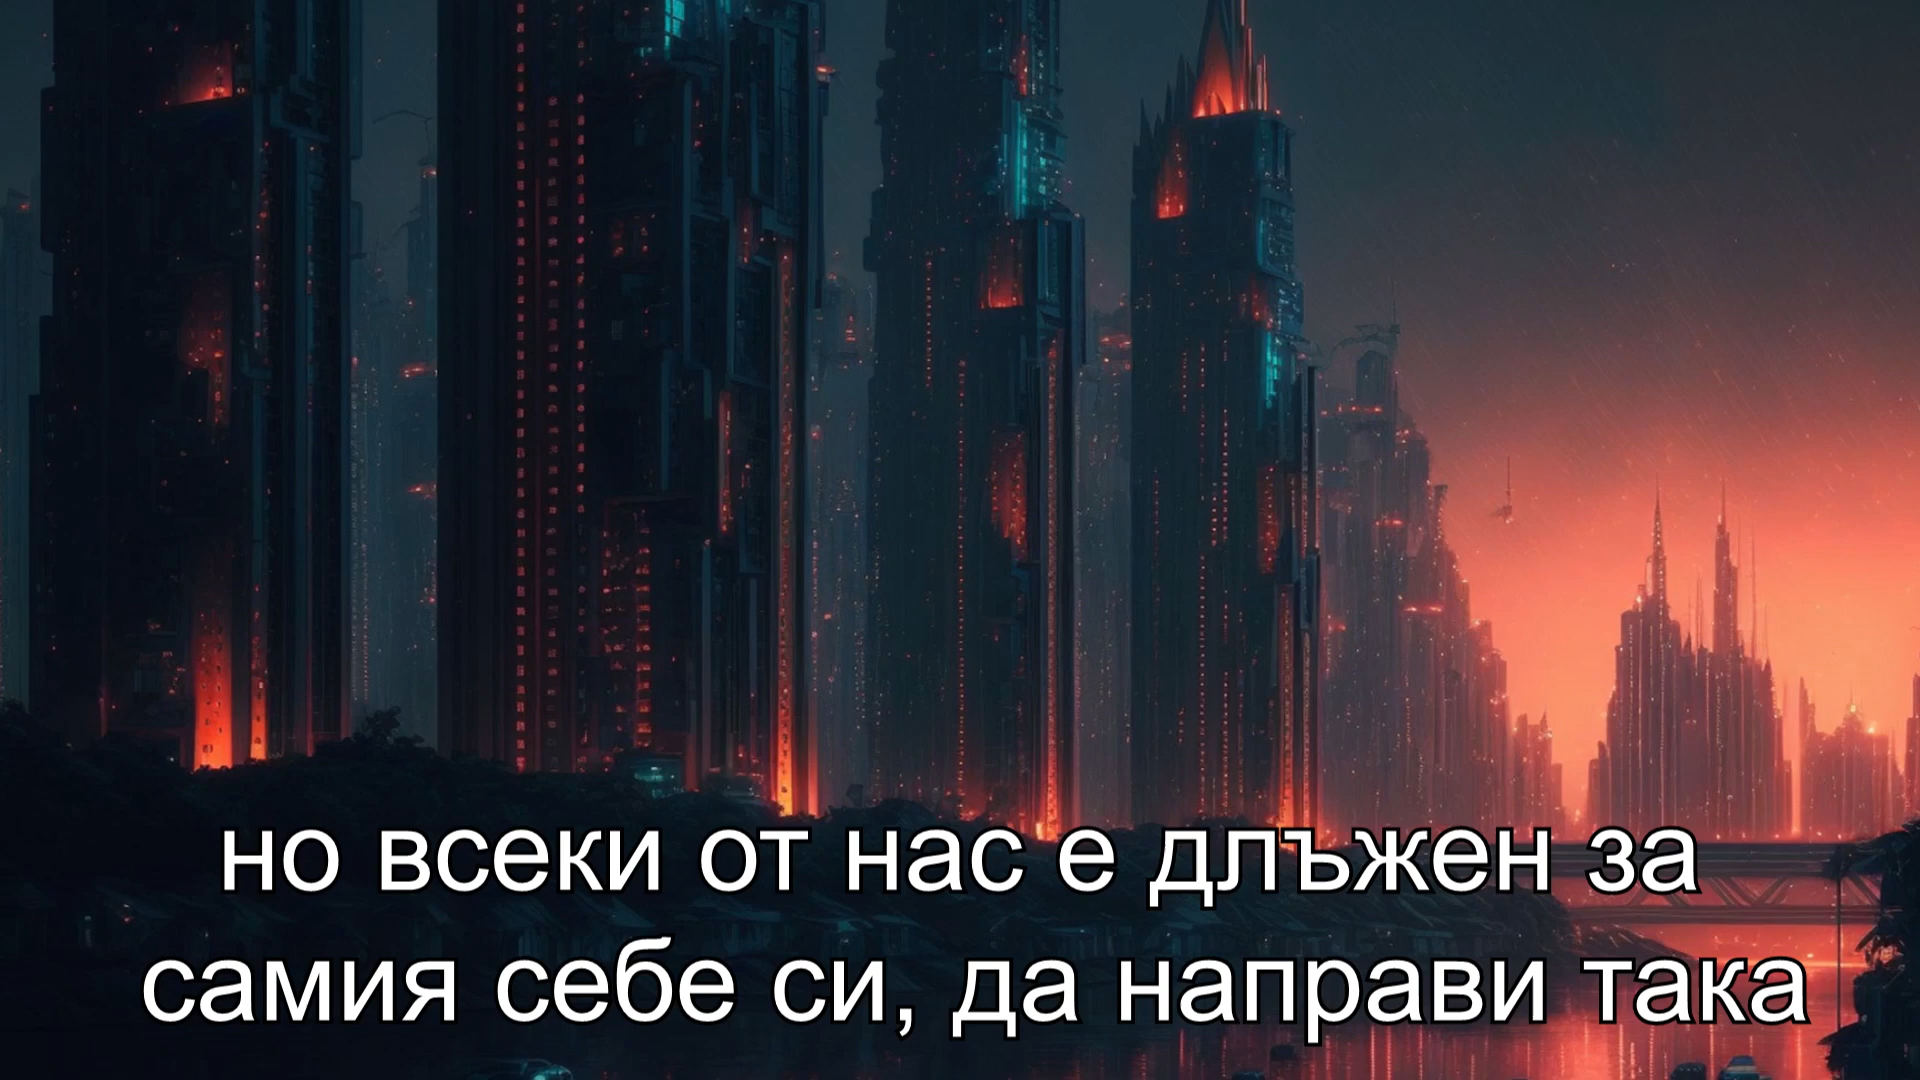 но всеки от нас е длъжен за
самия себе си, да направи така